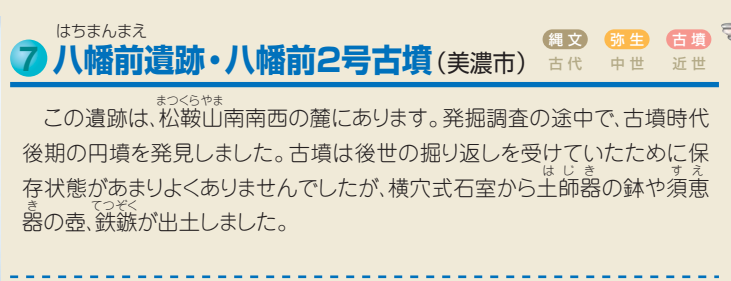 はちまんまえ
7 八幡前遺跡・八幡前2号古墳(美濃市) 縄文 弥生 古墳
古代 中世 近世
まつくらやま
この遺跡は、松鞍山南南西の麓にあります。発掘調査の途中で、古墳時代
後期の円墳を発見しました。古墳は後世の掘り返しを受けていたために保
はじき すえ
存状態があまりよくありませんでしたが、横穴式石室から土師器の鉢や須恵
き てつぞく
器の壺、鉄鏃が出土しました。